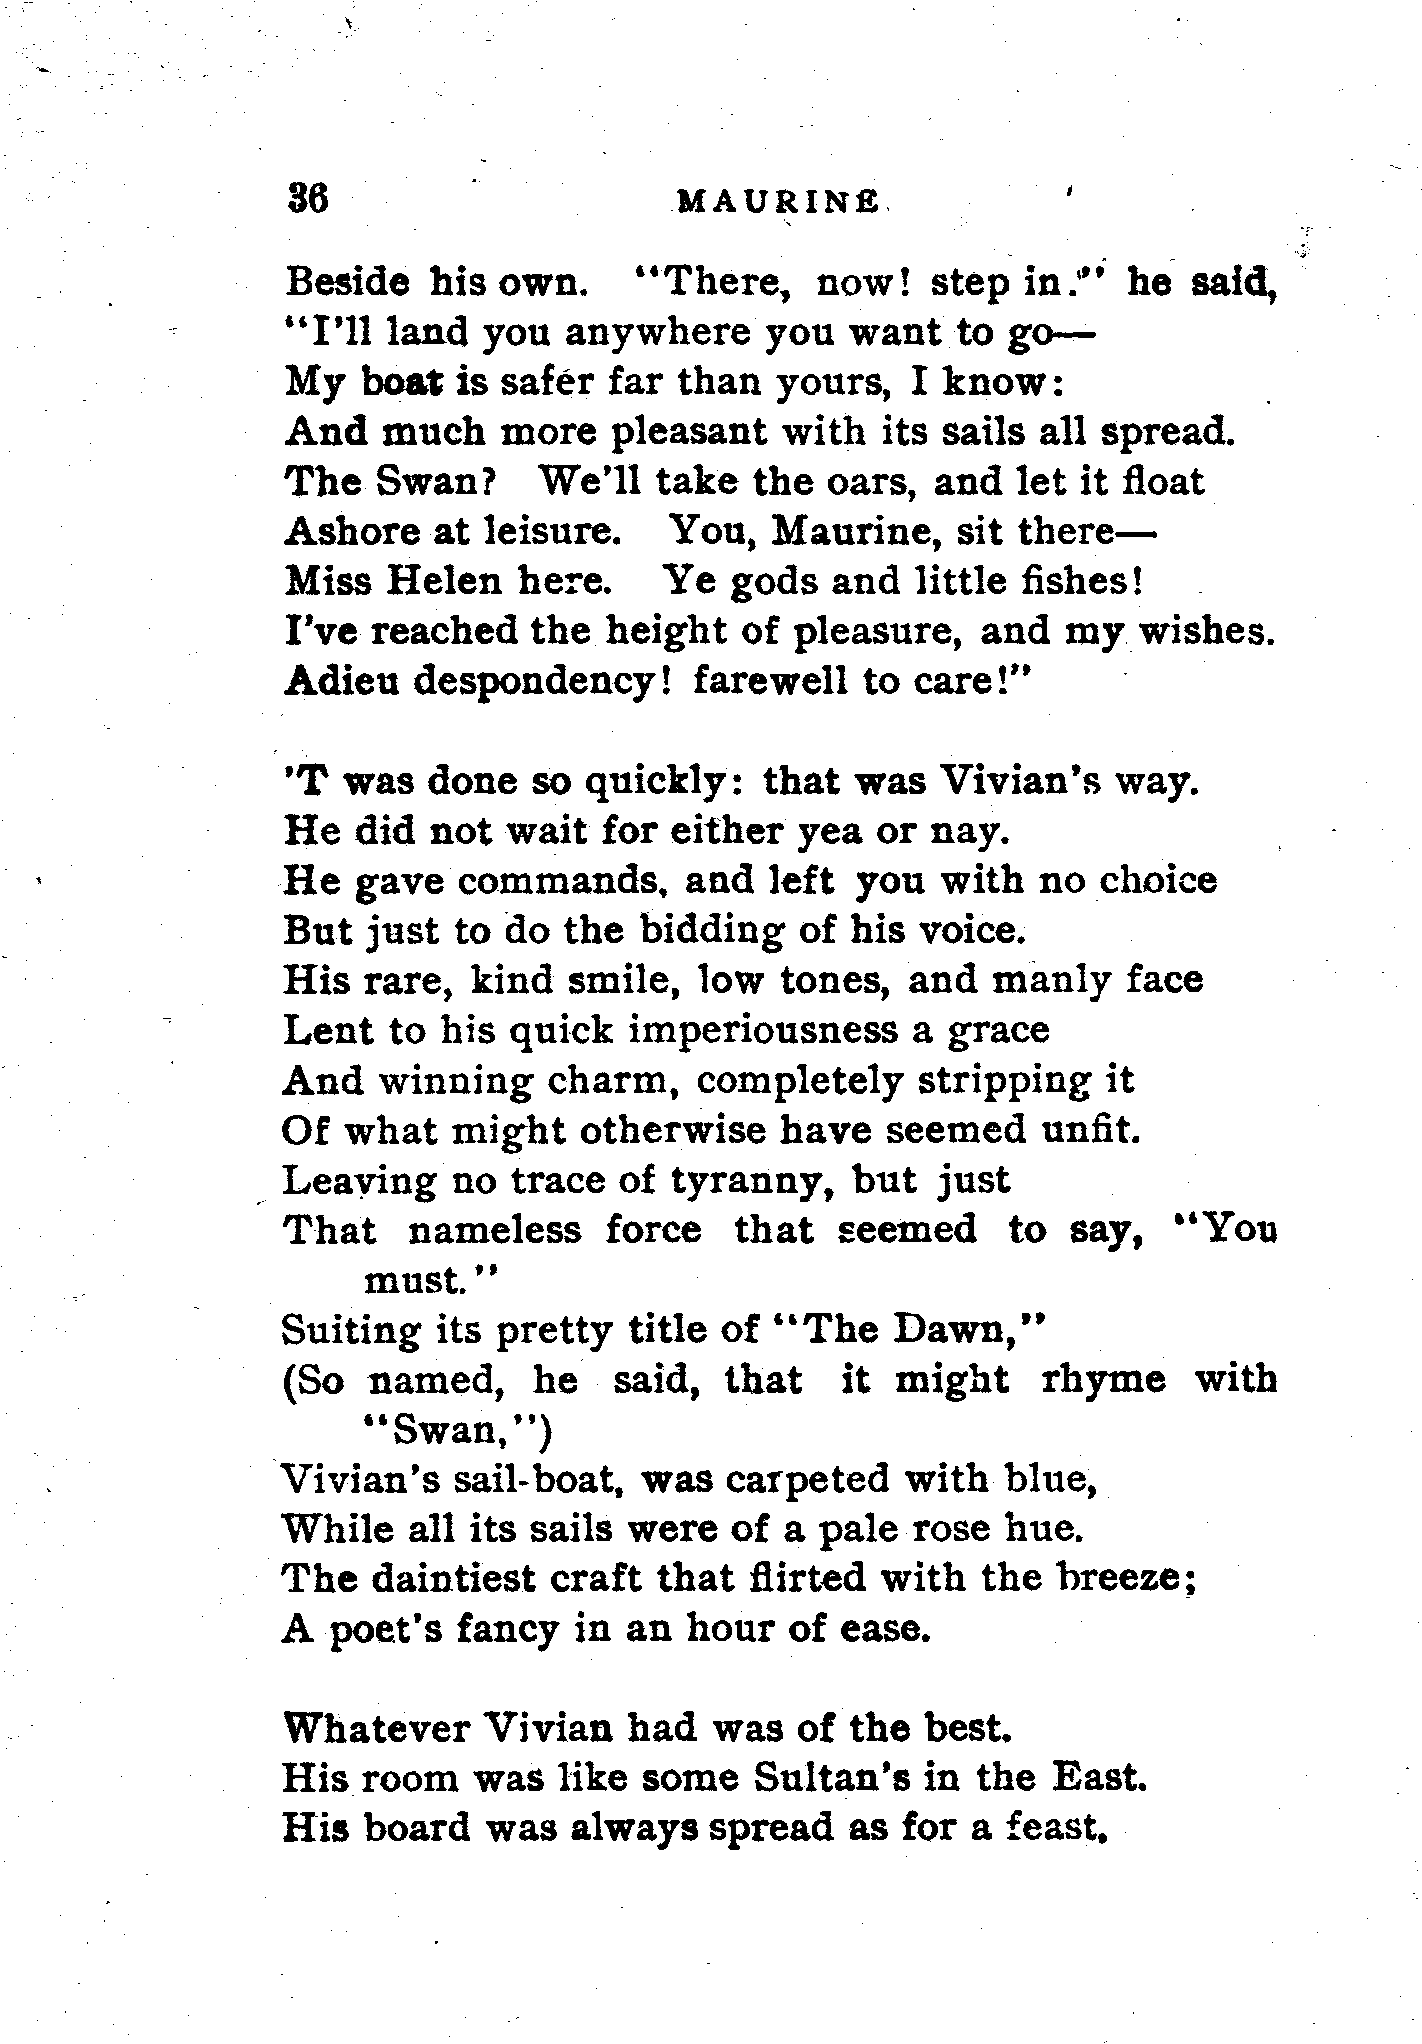 36 MAURINE
Beside his own. "There, now! step in." he said,
"I'll land you anywhere you want to go—
My boat is safer far than yours, I know:
And much more pleasant with its sails all spread.
The Swan? We'll take the oars, and let it float
Ashore at leisure. You, Maurine, sit there—
Miss Helen here. Ye gods and little fishes!
I've reached the height of pleasure, and my wishes.
Adieu despondency! farewell to care!"
'T was done so quickly: that was Vivian's way.
He did not wait for either yea or nay.
He gave commands, and left you with no choice
But just to do the bidding of his voice.
His rare, kind smile, low tones, and manly face
Lent to his quick imperiousness a grace
And winning charm, completely stripping it
Of what might otherwise have seemed unfit.
Leaving no trace of tyranny, but just
That nameless force that seemed to say, "You
must."
Suiting its pretty title of "The Dawn,"
(So named, he said, that it might rhyme with
"Swan,")
Vivian's sail-boat, was carpeted with blue,
While all its sails were of a pale rose hue.
The daintiest craft that flirted with the breeze;
A poet's fancy in an hour of ease.
Whatever Vivian had was of the best.
His room was like some Sultan's in the East.
His board was always spread as for a feast,